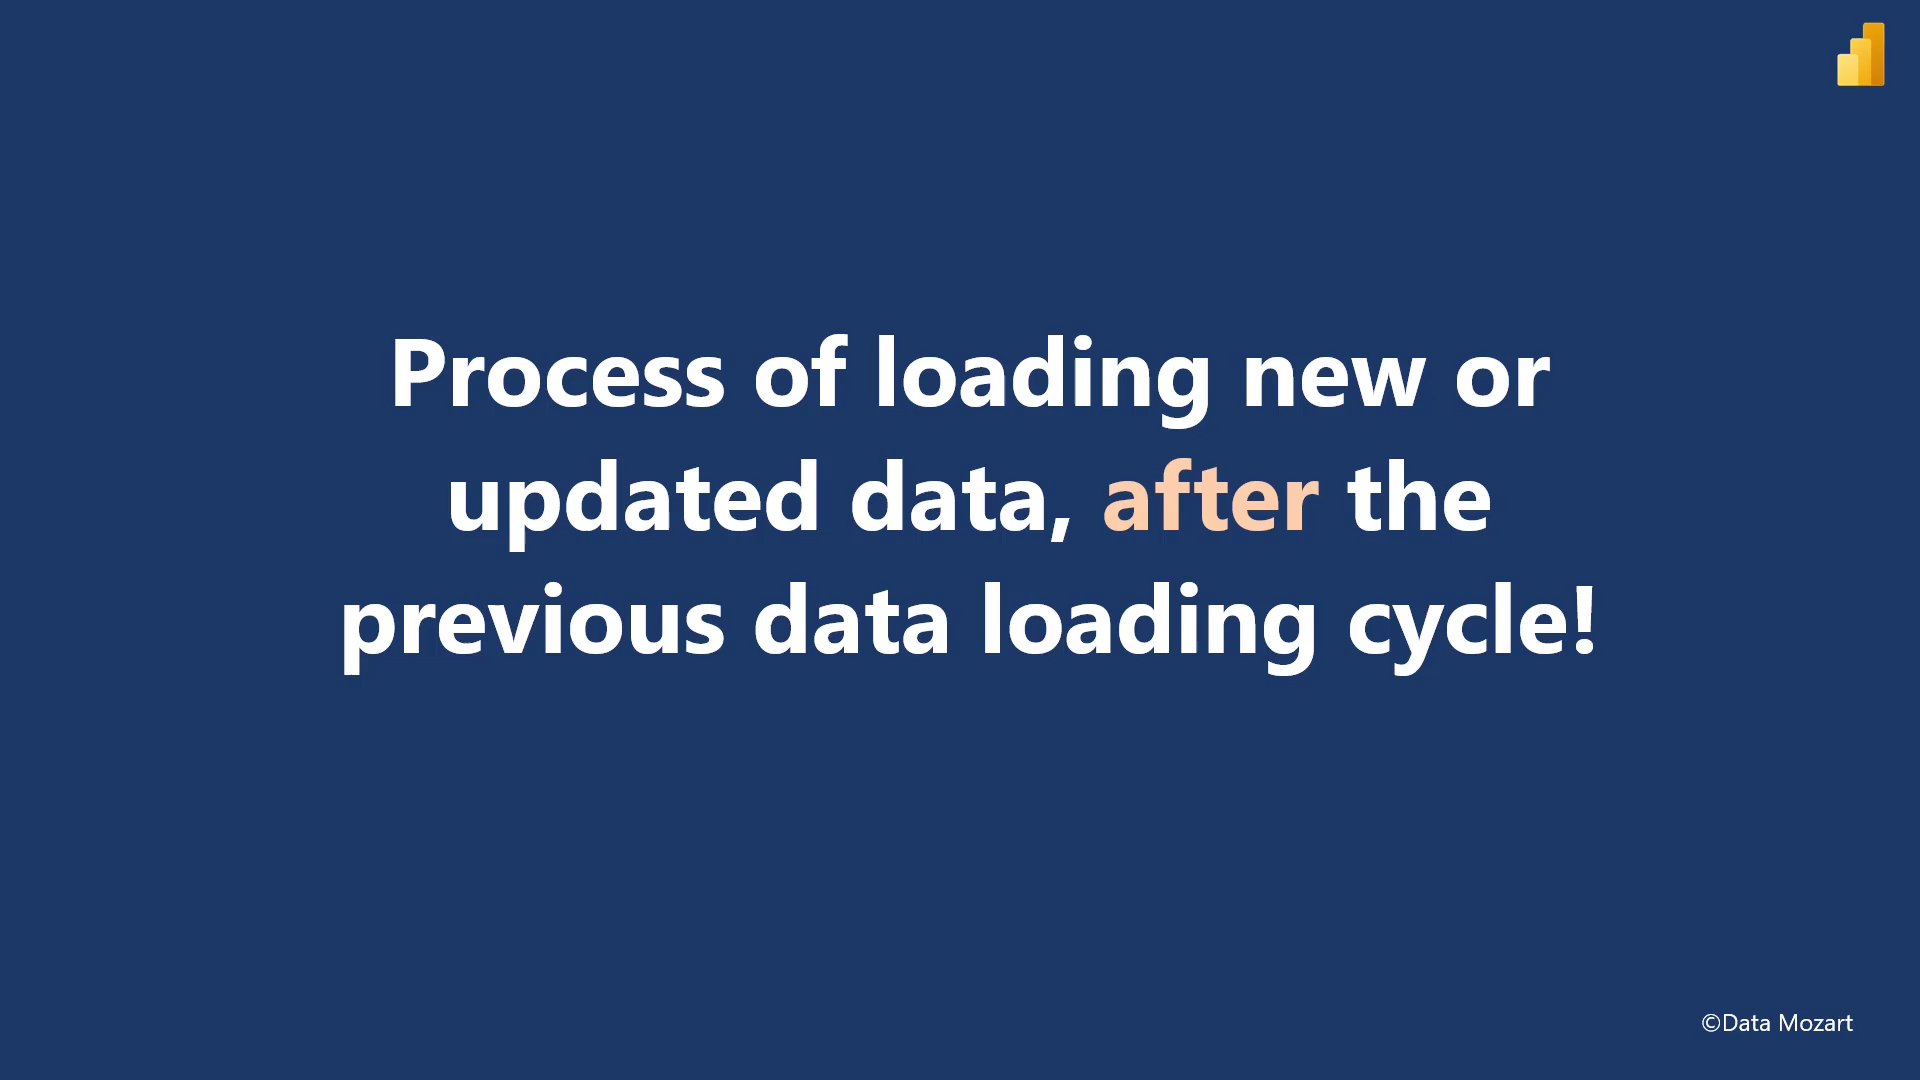 Process of loading new or
updated data, after the
previous data loading cycle!
©Data Mozart